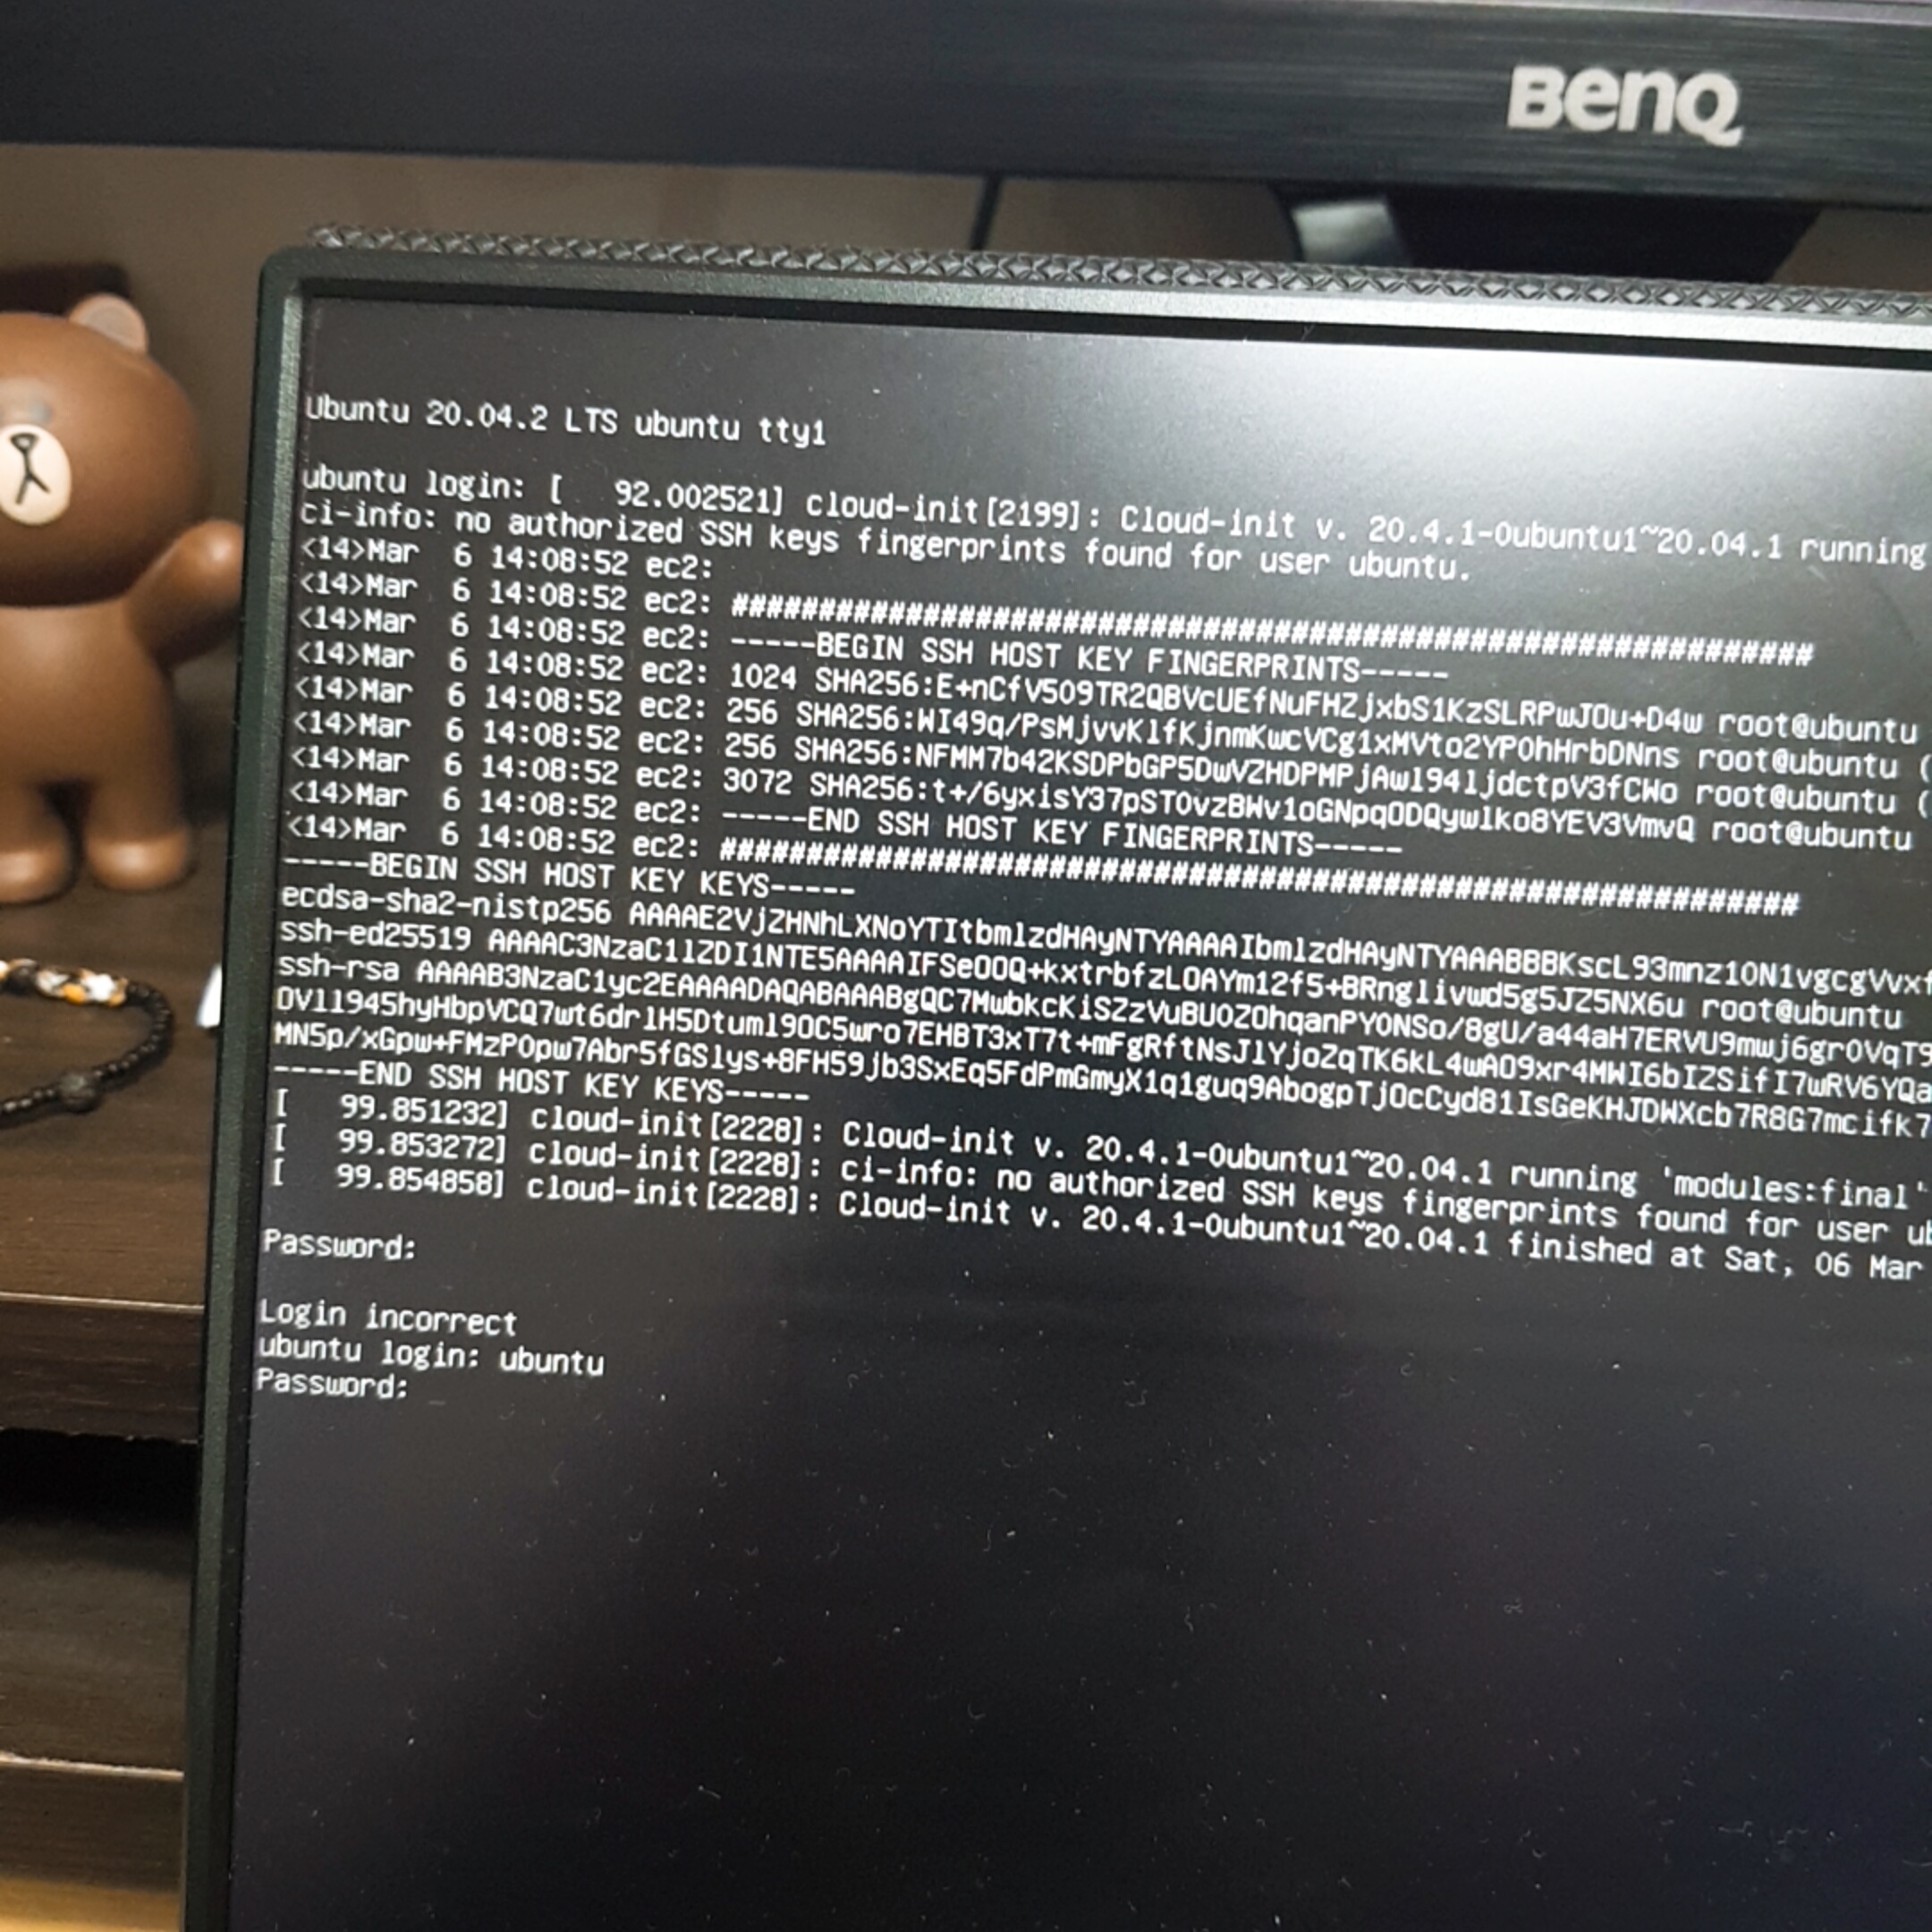 BenQ
Ubuntu 20.04.2 LTS ubuntu tty1
ubuntu login: [   92.002521] cloud-init[2199]: Cloud-init v. 20.4.1-0ubuntu1~20.04.1 running
ci-info: no authorized SSH keys fingerprints found for user ubuntu.
<14>Mar  6 14:08:52 ec2:
<14>Mar  6 14:08:52 ec2: #############################################################
<14>Mar  6 14:08:52 ec2: -----BEGIN SSH HOST KEY FINGERPRINTS-----
<14>Mar  6 14:08:52 ec2: 1024 SHA256:E+nCfV509TR2QBVcUEfNuFHZjxbS1KzSLRPwJOu+D4w root@ubuntu
<14>Mar  6 14:08:52 ec2: 256 SHA256:WI49q/PsMjvvKlfKjnmKwcVCg1xMVto2YP0hHrbDNns root@ubuntu (
<14>Mar  6 14:08:52 ec2: 256 SHA256:NFMM7b42KSDPbGP5DwVZHDPMPjAwl94ljdctpV3fCWo root@ubuntu (
<14>Mar  6 14:08:52 ec2: 3072 SHA256:t+/6yxisY37pST0vzBWv1oGNpqODQywlko8YEV3VmvQ root@ubuntu
<14>Mar  6 14:08:52 ec2: -----END SSH HOST KEY FINGERPRINTS-----
<14>Mar  6 14:08:52 ec2: #############################################################
-----BEGIN SSH HOST KEY KEYS-----
ecdsa-sha2-nistp256 AAAAE2VjZHNhLXNoYTItbmlzdHAyNTYAAAAIbmlzdHAyNTYAAABBBKscL93mnz10N1vgcgVvxf
ssh-ed25519 AAAAC3NzaC1lZDI1NTE5AAAAIFSeOOQ+kxtrbfzLOAYm12f5+BRnglivwd5g5JZ5NX6u root@ubuntu
ssh-rsa AAAAB3NzaC1yc2EAAAADAQABAAABgQC7MwbkcKiSZzVuBU0ZOhqanPY0NSo/8gU/a44aH7ERVU9mwj6gr0VqT9
OVl1945hyHbpVCQ7wt6drlH5Dtuml90C5wro7EHBT3xT7t+mFgRftNsJlYjoZqTK6kL4wAO9xr4MWI6bIZSifI7wRV6YQa
MN5p/xGpw+FMzP0pw7Abr5fGSlys+8FH59jb3SxEq5FdPmGmyX1q1guq9AbogpTjOcCyd81IsGeKHJDWXcb7R8G7mcifk7
-----END SSH HOST KEY KEYS-----
[   99.851232] cloud-init[2228]: Cloud-init v. 20.4.1-0ubuntu1~20.04.1 running 'modules:final'
[   99.853272] cloud-init[2228]: ci-info: no authorized SSH keys fingerprints found for user ub
[   99.854858] cloud-init[2228]: Cloud-init v. 20.4.1-0ubuntu1~20.04.1 finished at Sat, 06 Mar
Password:
Login incorrect
ubuntu login: ubuntu
Password: